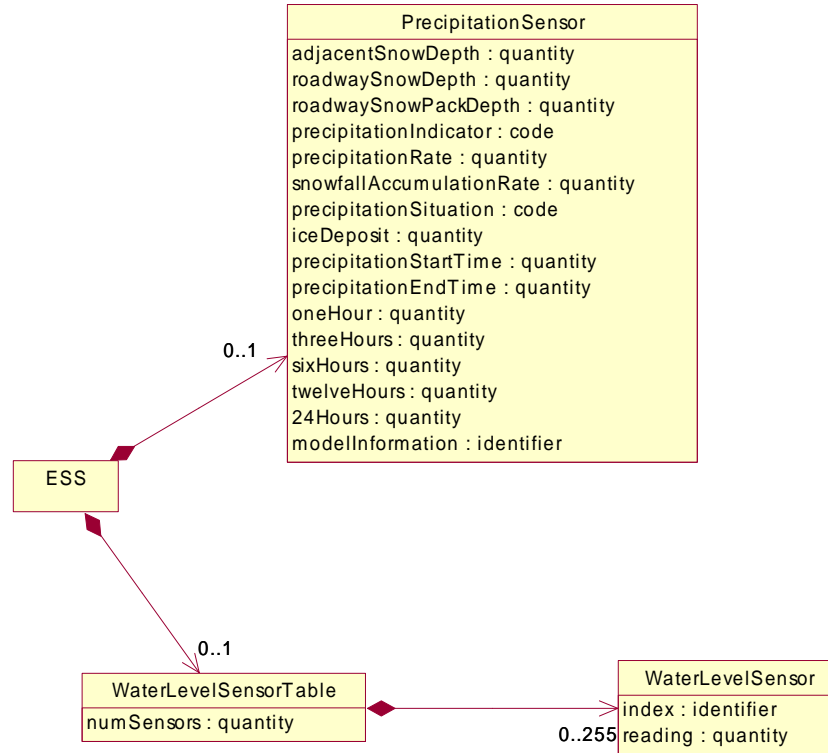 PrecipitationSensor
adjacentSnowDepth : quantity
roadwaySnowDepth : quantity
roadwaySnowPackDepth : quantity
precipitationIndicator : code
precipitationRate : quantity
snowfallAccumulationRate : quantity
precipitationSituation : code
iceDeposit : quantity
precipitationStartTime : quantity
precipitationEndTime : quantity
oneHour : quantity
threeHours : quantity
sixHours : quantity
twelveHours : quantity
24Hours : quantity
modelInformation : identifier
0..1
ESS
0..1
WaterLevelSensorTable
numSensors : quantity
0..255
WaterLevelSensor
index : identifier
reading : quantity